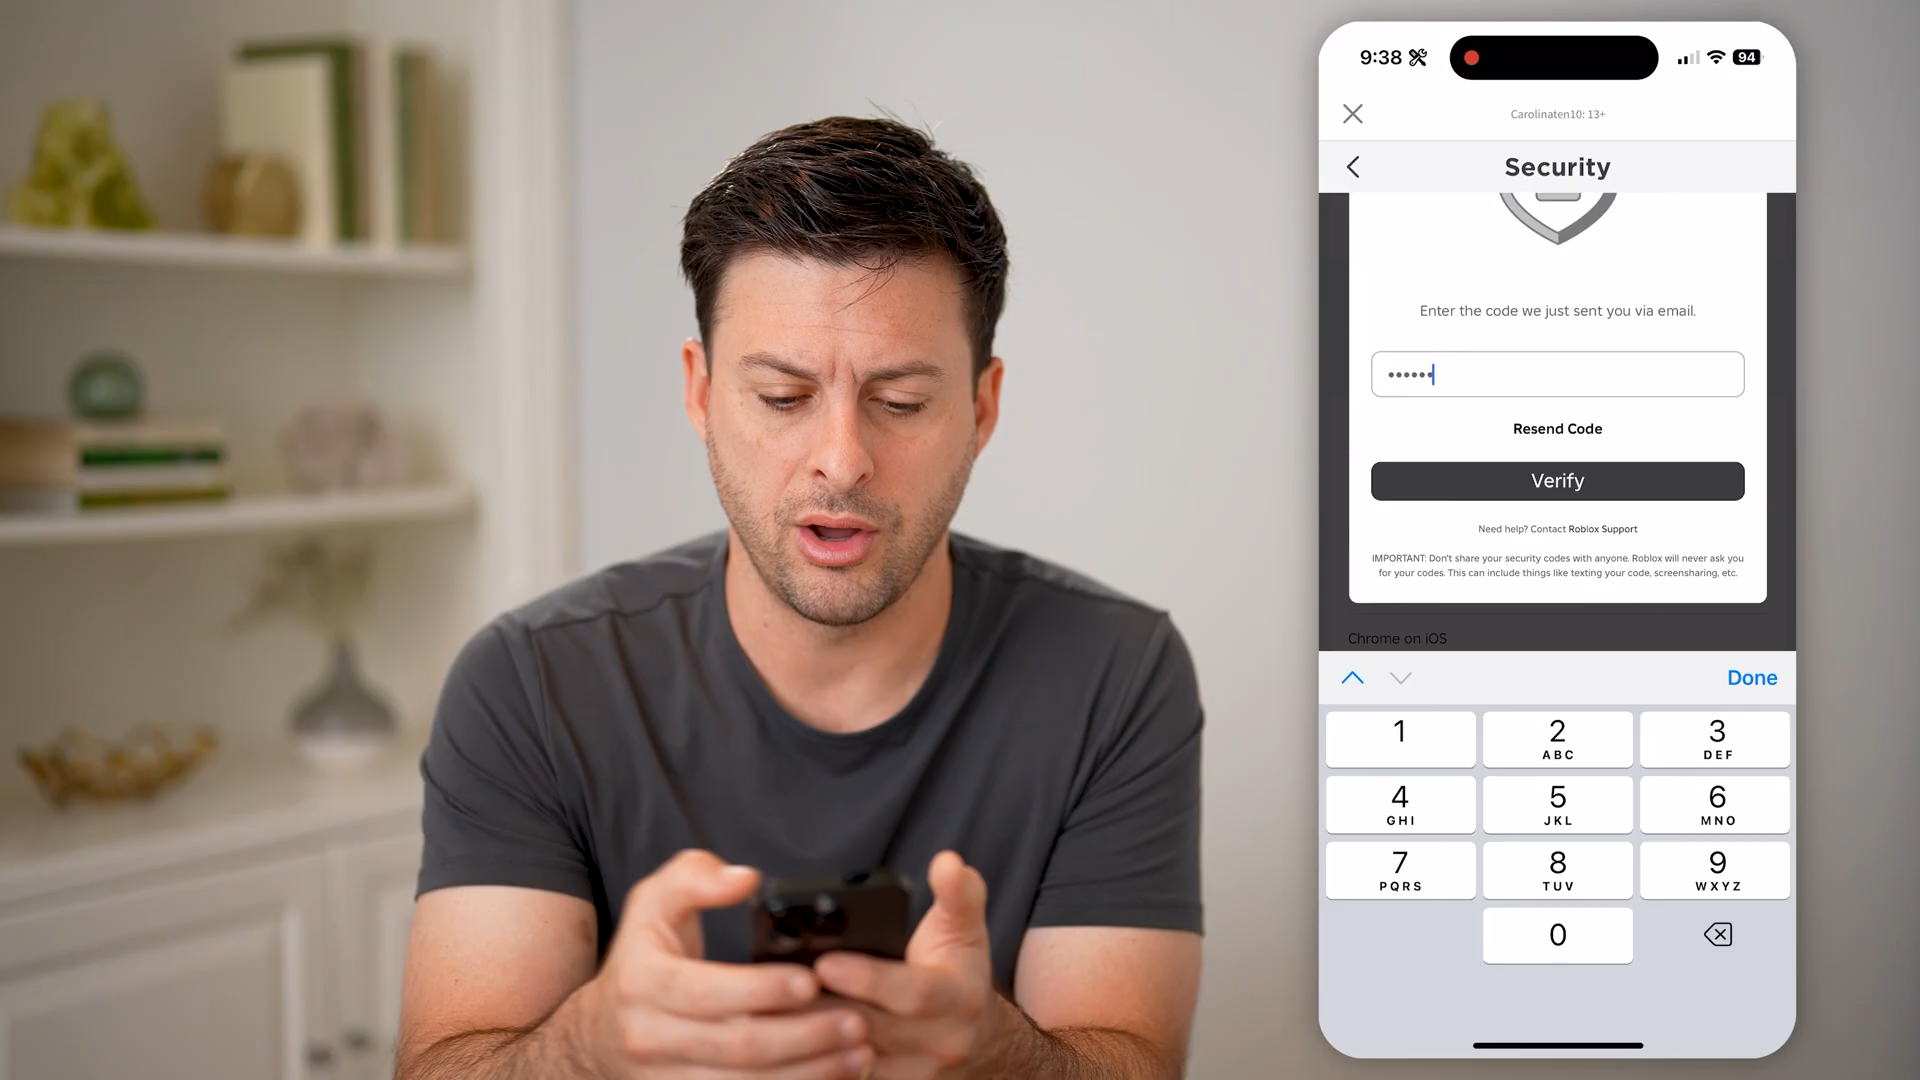 9:38
94
Carolinaten10: 13+
Security
Enter the code we just sent you via email.
••••••
Resend Code
Verify
Need help? Contact Roblox Support
IMPORTANT: Don't share your security codes with anyone. Roblox will never ask you
for your codes. This can include things like texting your code, screensharing, etc.
Chrome on iOS
Done
1 2 3
ABC DEF
4 5 6
GHI JKL MNO
7 8 9
PQRS TUV WXYZ
0